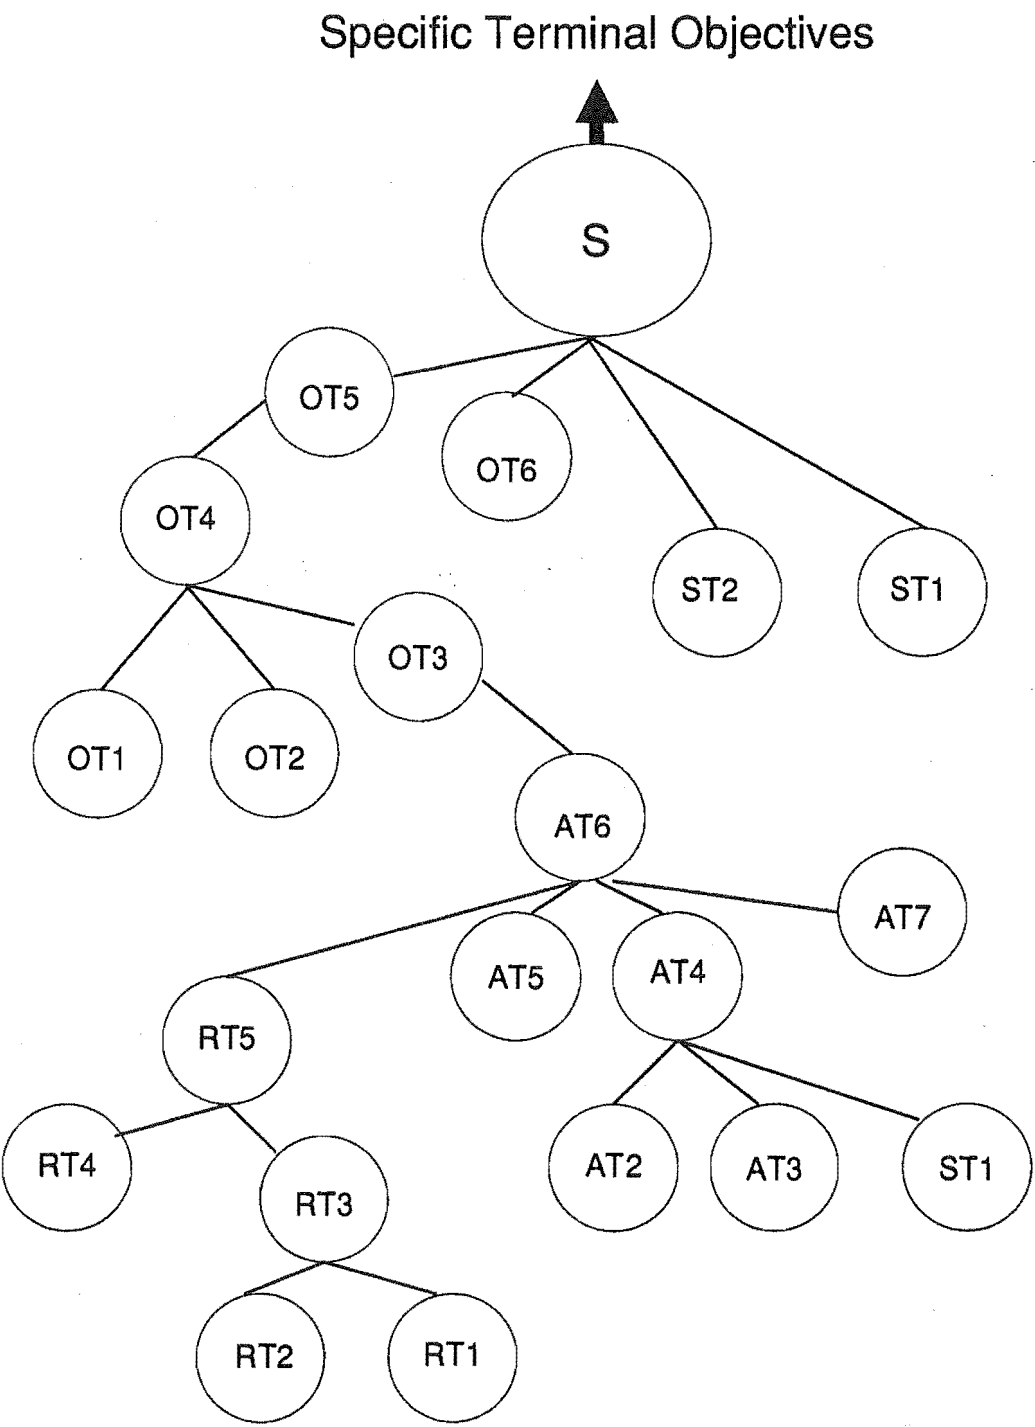 Specific Terminal Objectives
S
OT5
OT6
OT4
ST2
ST1
OT3
OT1
OT2
AT6
AT7
AT5
AT4
RT5
RT4
RT3
AT2
AT3
ST1
RT2
RT1